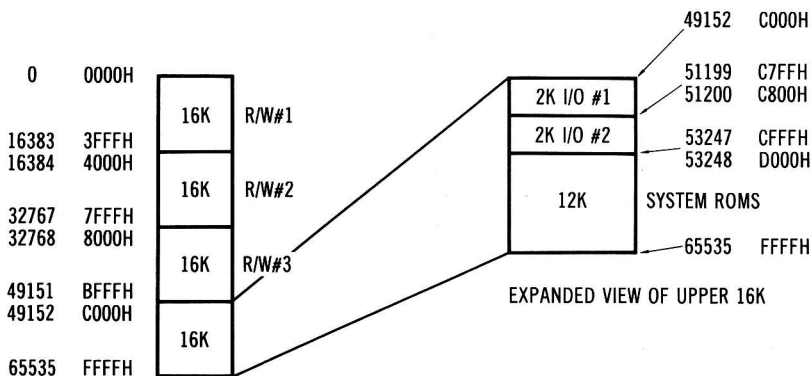 0 0000H
16K R/W#1
16383 3FFFH
16384 4000H
16K R/W#2
32767 7FFFH
32768 8000H
16K R/W#3
49151 BFFFH
49152 C000H
16K
65535 FFFFH
49152 C000H
2K I/O #1
51199 C7FFH
51200 C800H
2K I/O #2
53247 CFFFH
53248 D000H
12K SYSTEM ROMS
65535 FFFFH
EXPANDED VIEW OF UPPER 16K